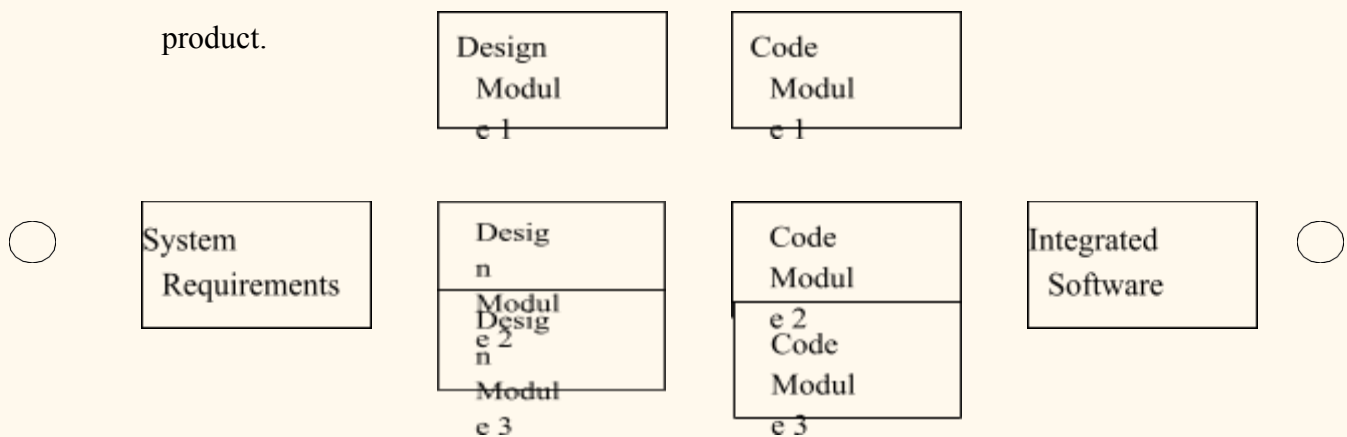 product.
Design
Modul
e 1
Code
Modul
e 1
System
Requirements
Desig
n
Modul
e 2
Desig
n
Modul
e 3
Code
Modul
e 2
Code
Modul
e 3
Integrated
Software